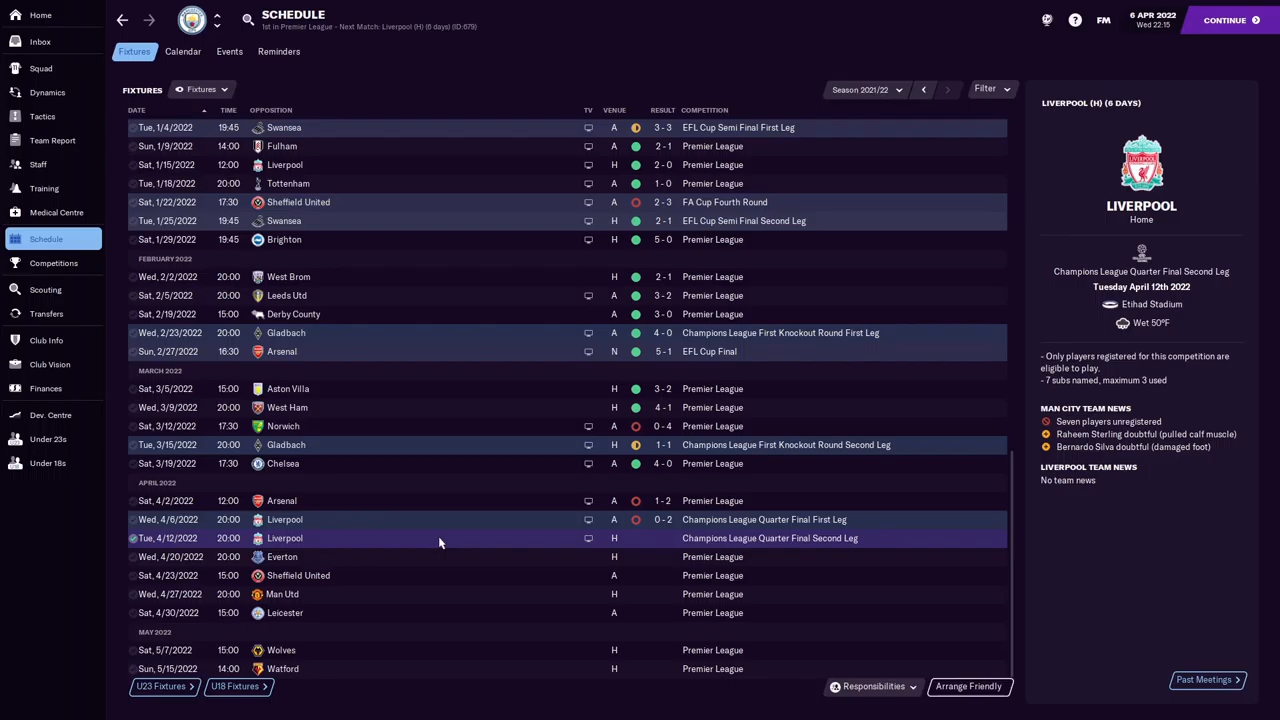 Home
Inbox
Squad
Dynamics
Tactics
Team Report
Staff
Training
Medical Centre
Schedule
Competitions
Scouting
Transfers
Club Info
Club Vision
Finances
Dev. Centre
Under 23s
Under 18s
SCHEDULE
1st in Premier League - Next Match: Liverpool (H) (6 days) (ID:679)
FM
6 APR 2022
Wed 22:15
CONTINUE
Fixtures Calendar Events Reminders
FIXTURES Fixtures Season 2021/22 Filter
DATE TIME OPPOSITION TV VENUE RESULT COMPETITION
Tue, 1/4/2022 19:45 Swansea A 3 - 3 EFL Cup Semi Final First Leg
Sun, 1/9/2022 14:00 Fulham A 2 - 1 Premier League
Sat, 1/15/2022 12:00 Liverpool H 2 - 0 Premier League
Tue, 1/18/2022 20:00 Tottenham A 1 - 0 Premier League
Sat, 1/22/2022 17:30 Sheffield United A 2 - 3 FA Cup Fourth Round
Tue, 1/25/2022 19:45 Swansea H 2 - 1 EFL Cup Semi Final Second Leg
Sat, 1/29/2022 19:45 Brighton H 5 - 0 Premier League
FEBRUARY 2022
Wed, 2/2/2022 20:00 West Brom H 2 - 1 Premier League
Sat, 2/5/2022 20:00 Leeds Utd A 3 - 2 Premier League
Sat, 2/19/2022 15:00 Derby County A 3 - 0 Premier League
Wed, 2/23/2022 20:00 Gladbach A 4 - 0 Champions League First Knockout Round First Leg
Sun, 2/27/2022 16:30 Arsenal N 5 - 1 EFL Cup Final
MARCH 2022
Sat, 3/5/2022 15:00 Aston Villa H 3 - 2 Premier League
Wed, 3/9/2022 20:00 West Ham H 4 - 1 Premier League
Sat, 3/12/2022 17:30 Norwich A 0 - 4 Premier League
Tue, 3/15/2022 20:00 Gladbach H 1 - 1 Champions League First Knockout Round Second Leg
Sat, 3/19/2022 17:30 Chelsea A 4 - 0 Premier League
APRIL 2022
Sat, 4/2/2022 12:00 Arsenal A 1 - 2 Premier League
Wed, 4/6/2022 20:00 Liverpool A 0 - 2 Champions League Quarter Final First Leg
Tue, 4/12/2022 20:00 Liverpool H Champions League Quarter Final Second Leg
Wed, 4/20/2022 20:00 Everton H Premier League
Sat, 4/23/2022 15:00 Sheffield United A Premier League
Wed, 4/27/2022 20:00 Man Utd H Premier League
Sat, 4/30/2022 15:00 Leicester A Premier League
MAY 2022
Sat, 5/7/2022 15:00 Wolves H Premier League
Sun, 5/15/2022 14:00 Watford H Premier League
U23 Fixtures U18 Fixtures Responsibilities Arrange Friendly
LIVERPOOL (H) (6 DAYS)
LIVERPOOL
Home
Champions League Quarter Final Second Leg
Tuesday April 12th 2022
Etihad Stadium
Wet 50°F
- Only players registered for this competition are
eligible to play.
- 7 subs named, maximum 3 used
MAN CITY TEAM NEWS
Seven players unregistered
Raheem Sterling doubtful (pulled calf muscle)
Bernardo Silva doubtful (damaged foot)
LIVERPOOL TEAM NEWS
No team news
Past Meetings